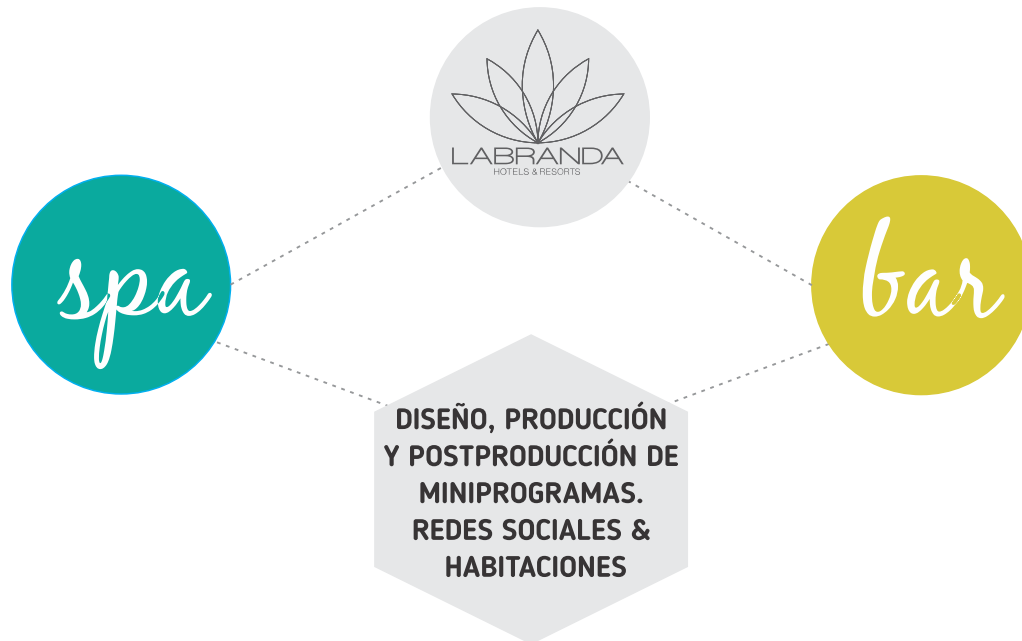 LABRANDA
HOTELS & RESORTS
spa
bar
DISEÑO, PRODUCCIÓN
Y POSTPRODUCCIÓN DE
MINIPROGRAMAS.
REDES SOCIALES &
HABITACIONES